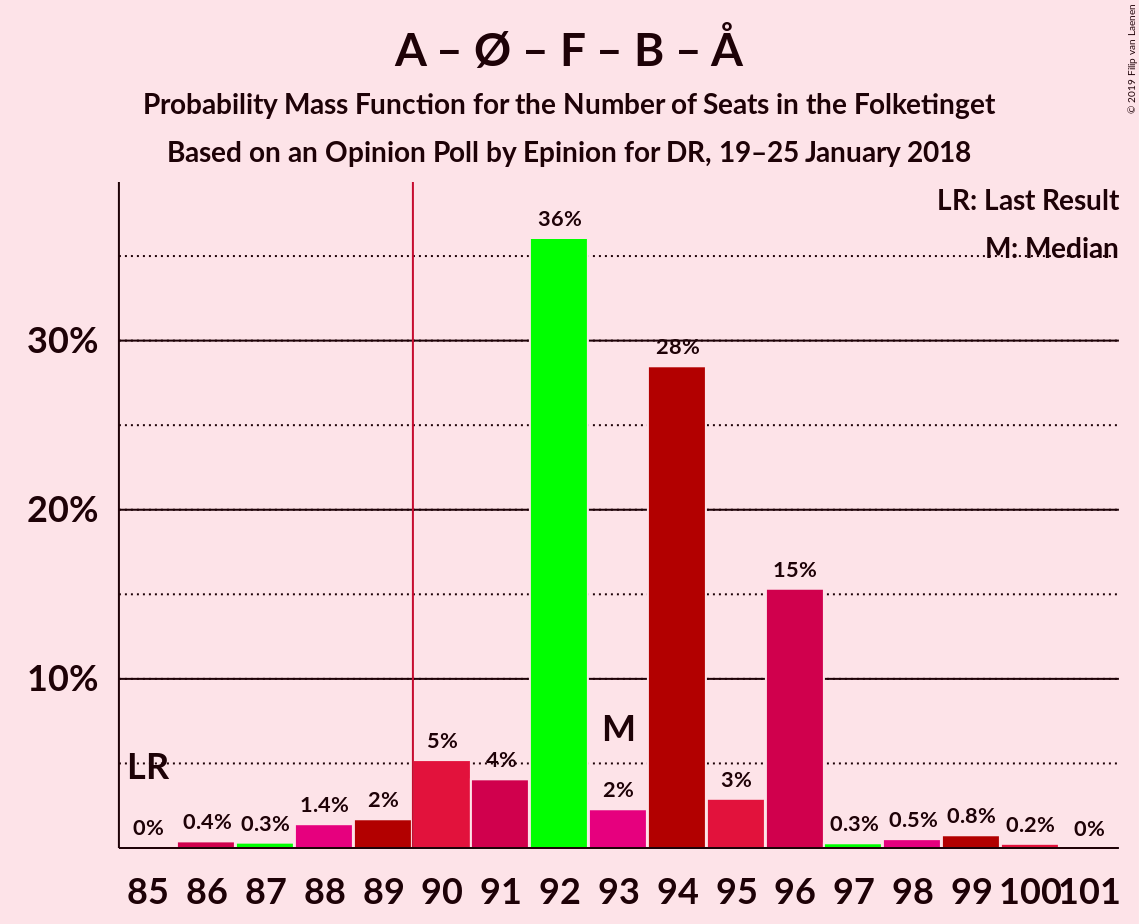 A – Ø – F – B – Å
Probability Mass Function for the Number of Seats in the Folketinget
Based on an Opinion Poll by Epinion for DR, 19–25 January 2018
© 2019 Filip van Laenen
LR: Last Result
M: Median
30%
20%
10%
LR
M
0%
0.4%
0.3%
1.4%
2%
5%
4%
36%
2%
28%
3%
15%
0.3%
0.5%
0.8%
0.2%
0%
85 86 87 88 89 90 91 92 93 94 95 96 97 98 99 100 101